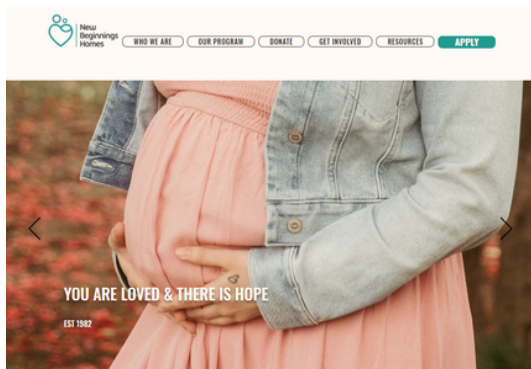 New
Beginnings
Homes
WHO WE ARE
OUR PROGRAM
DONATE
GET INVOLVED
RESOURCES
APPLY
YOU ARE LOVED & THERE IS HOPE
EST 1982